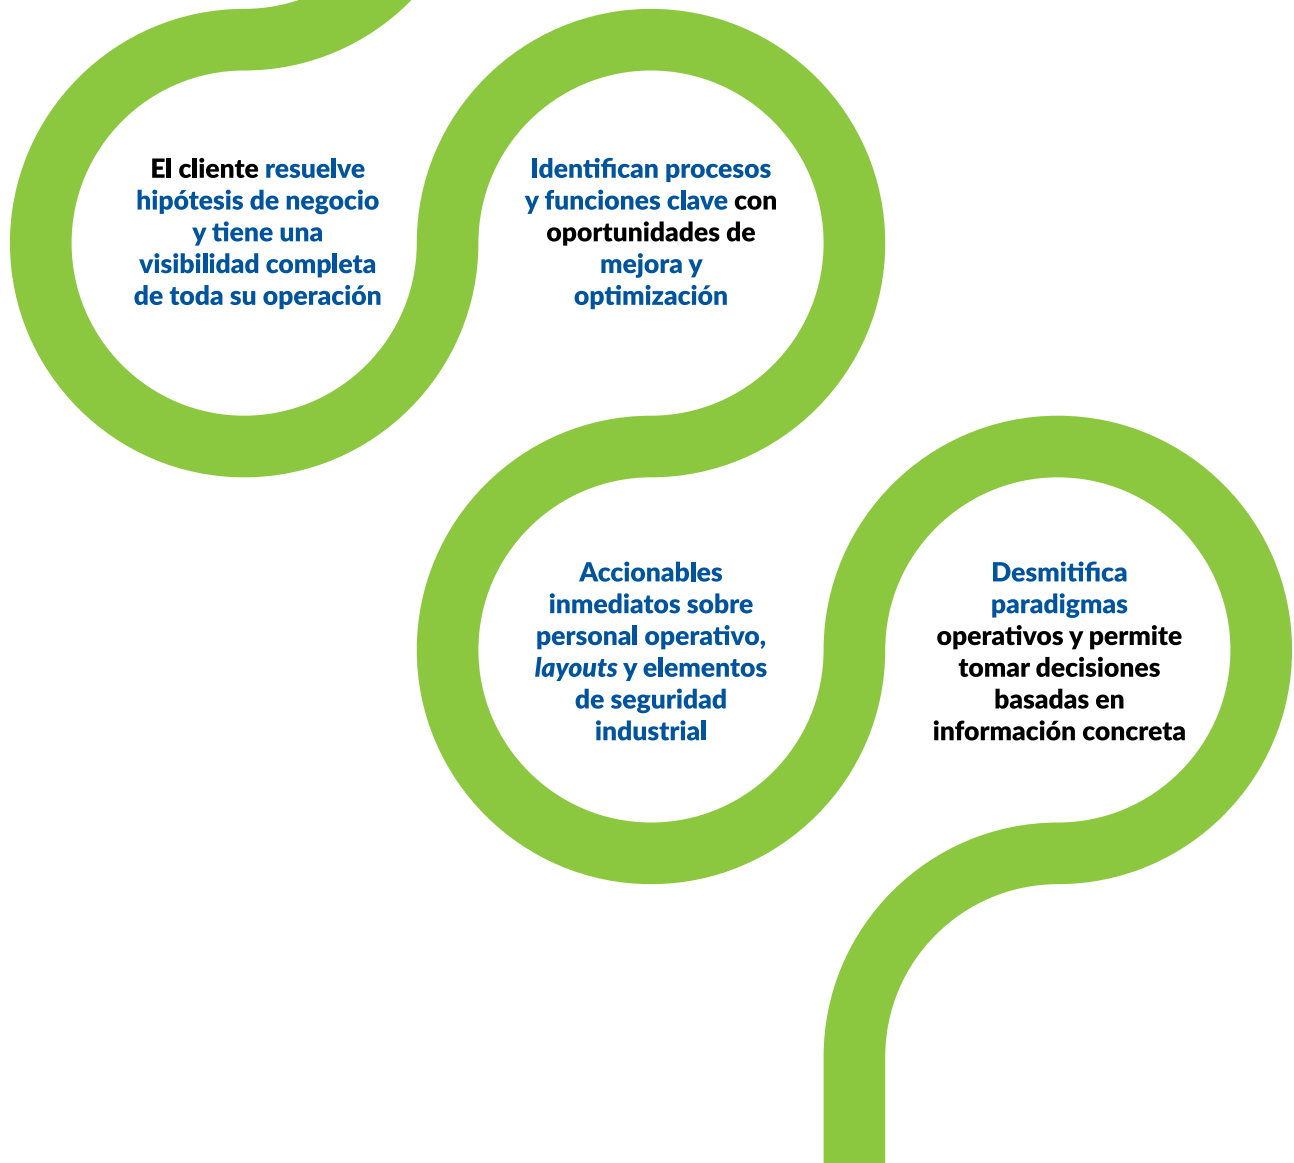 El cliente resuelve
hipótesis de negocio
y tiene una
visibilidad completa
de toda su operación
Identifican procesos
y funciones clave con
oportunidades de
mejora y
optimización
Accionables
inmediatos sobre
personal operativo,
layouts y elementos
de seguridad
industrial
Desmitifica
paradigmas
operativos y permite
tomar decisiones
basadas en
información concreta